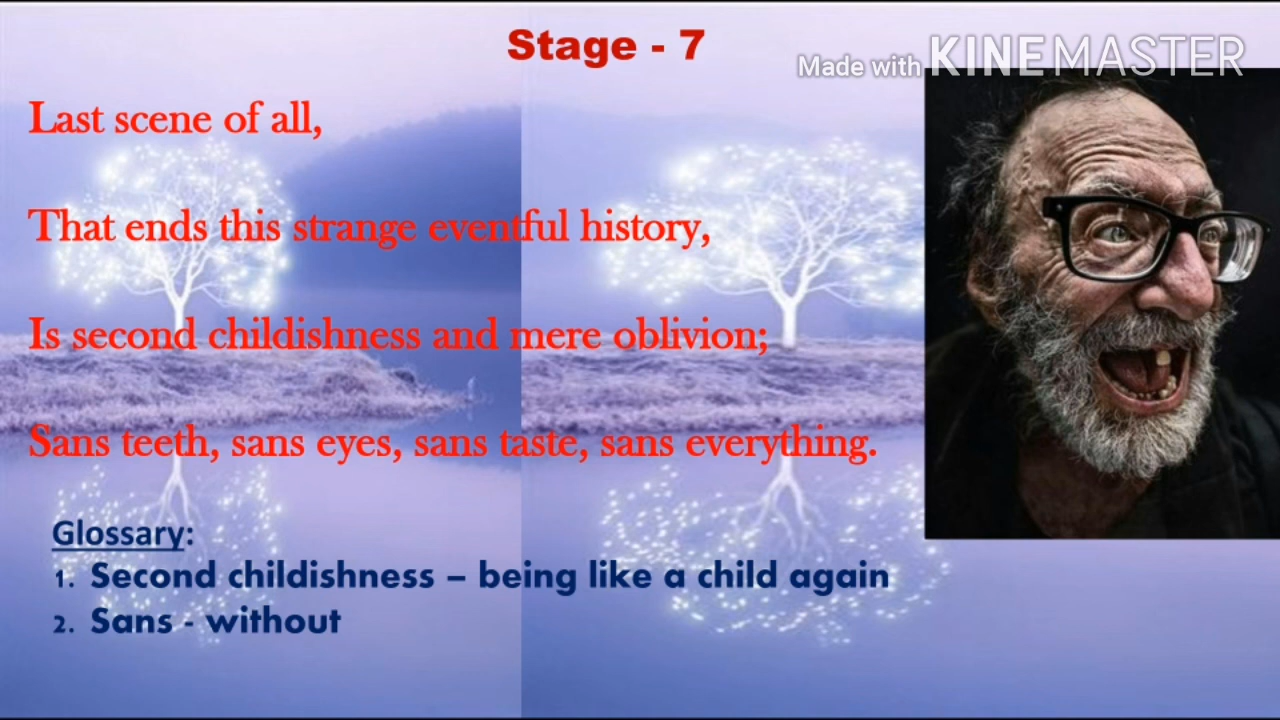 Stage - 7
Made with KINEMASTER
Last scene of all,
That ends this strange eventful history,
Is second childishness and mere oblivion;
Sans teeth, sans eyes, sans taste, sans everything.
Glossary:
1. Second childishness – being like a child again
2. Sans - without